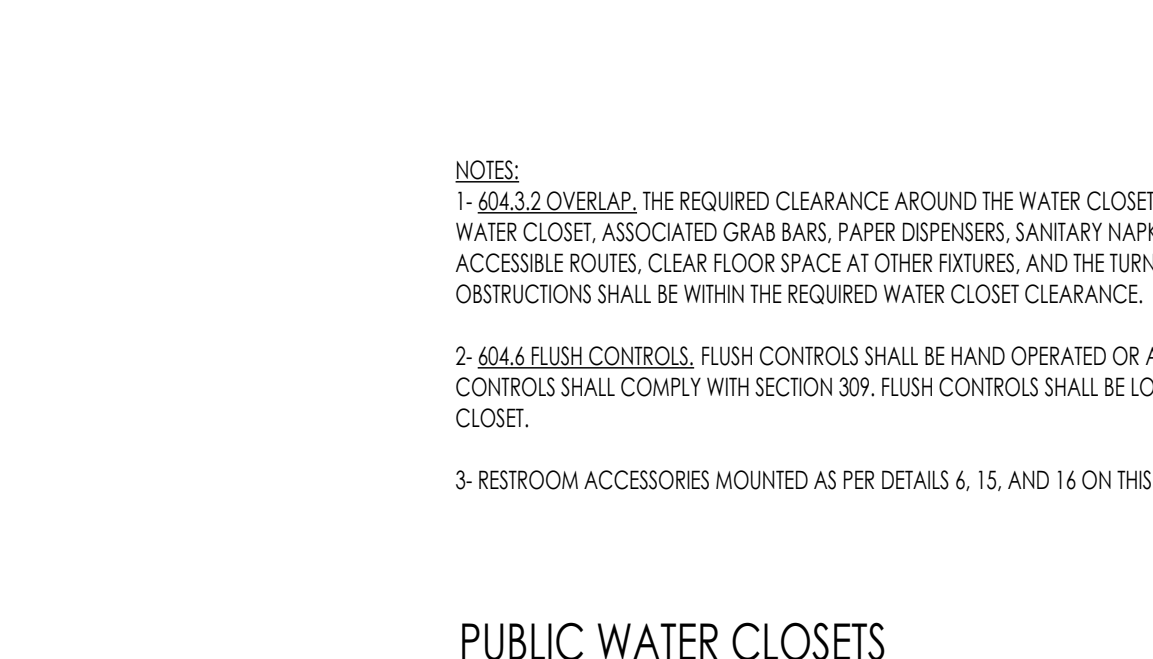 NOTES:
1- 604.3.2 OVERLAP. THE REQUIRED CLEARANCE AROUND THE WATER CLOSET
WATER CLOSET, ASSOCIATED GRAB BARS, PAPER DISPENSERS, SANITARY NAPK
ACCESSIBLE ROUTES, CLEAR FLOOR SPACE AT OTHER FIXTURES, AND THE TURN
OBSTRUCTIONS SHALL BE WITHIN THE REQUIRED WATER CLOSET CLEARANCE.
2- 604.6 FLUSH CONTROLS. FLUSH CONTROLS SHALL BE HAND OPERATED OR A
CONTROLS SHALL COMPLY WITH SECTION 309. FLUSH CONTROLS SHALL BE LO
CLOSET.
3- RESTROOM ACCESSORIES MOUNTED AS PER DETAILS 6, 15, AND 16 ON THIS
PUBLIC WATER CLOSETS